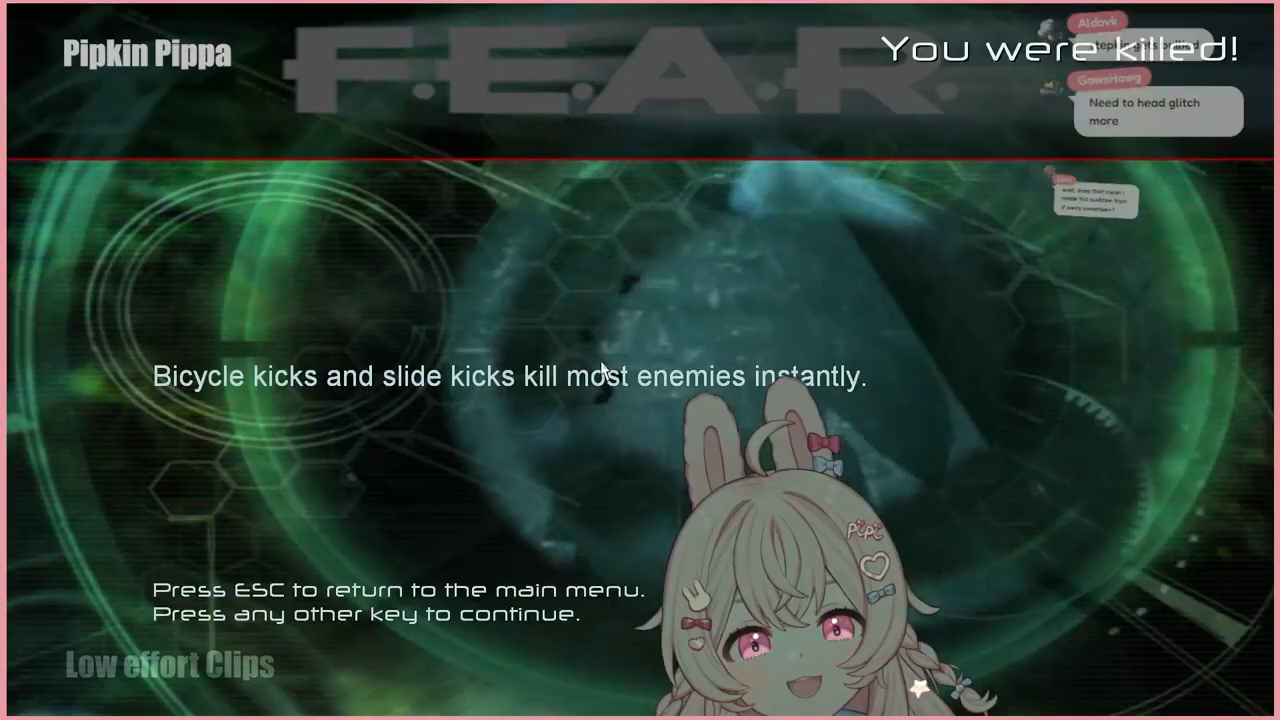 Pipkin Pippa
F.E.A.R.
You were killed!
Aldavk
GawsHawg
Need to head glitch
more
Bicycle kicks and slide kicks kill most enemies instantly.
PiPi
Press ESC to return to the main menu.
Press any other key to continue.
Low effort Clips